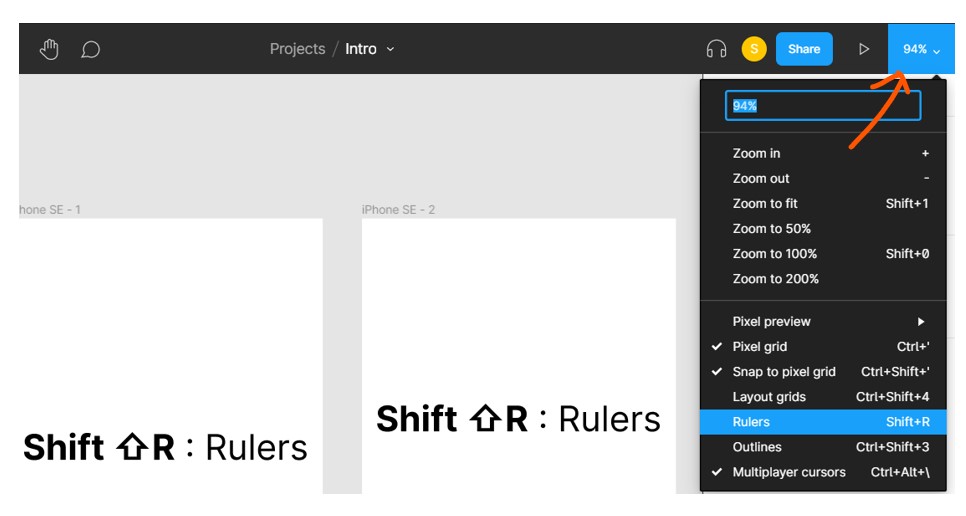 Projects / Intro
S
Share
94%
94%
Zoom in +
Zoom out -
Zoom to fit Shift+1
Zoom to 50%
Zoom to 100% Shift+0
Zoom to 200%
Pixel preview
Pixel grid Ctrl+'
Snap to pixel grid Ctrl+Shift+'
Layout grids Ctrl+Shift+4
Rulers Shift+R
Outlines Ctrl+Shift+3
Multiplayer cursors Ctrl+Alt+\
hone SE - 1
Shift ⇧R : Rulers
iPhone SE - 2
Shift ⇧R : Rulers